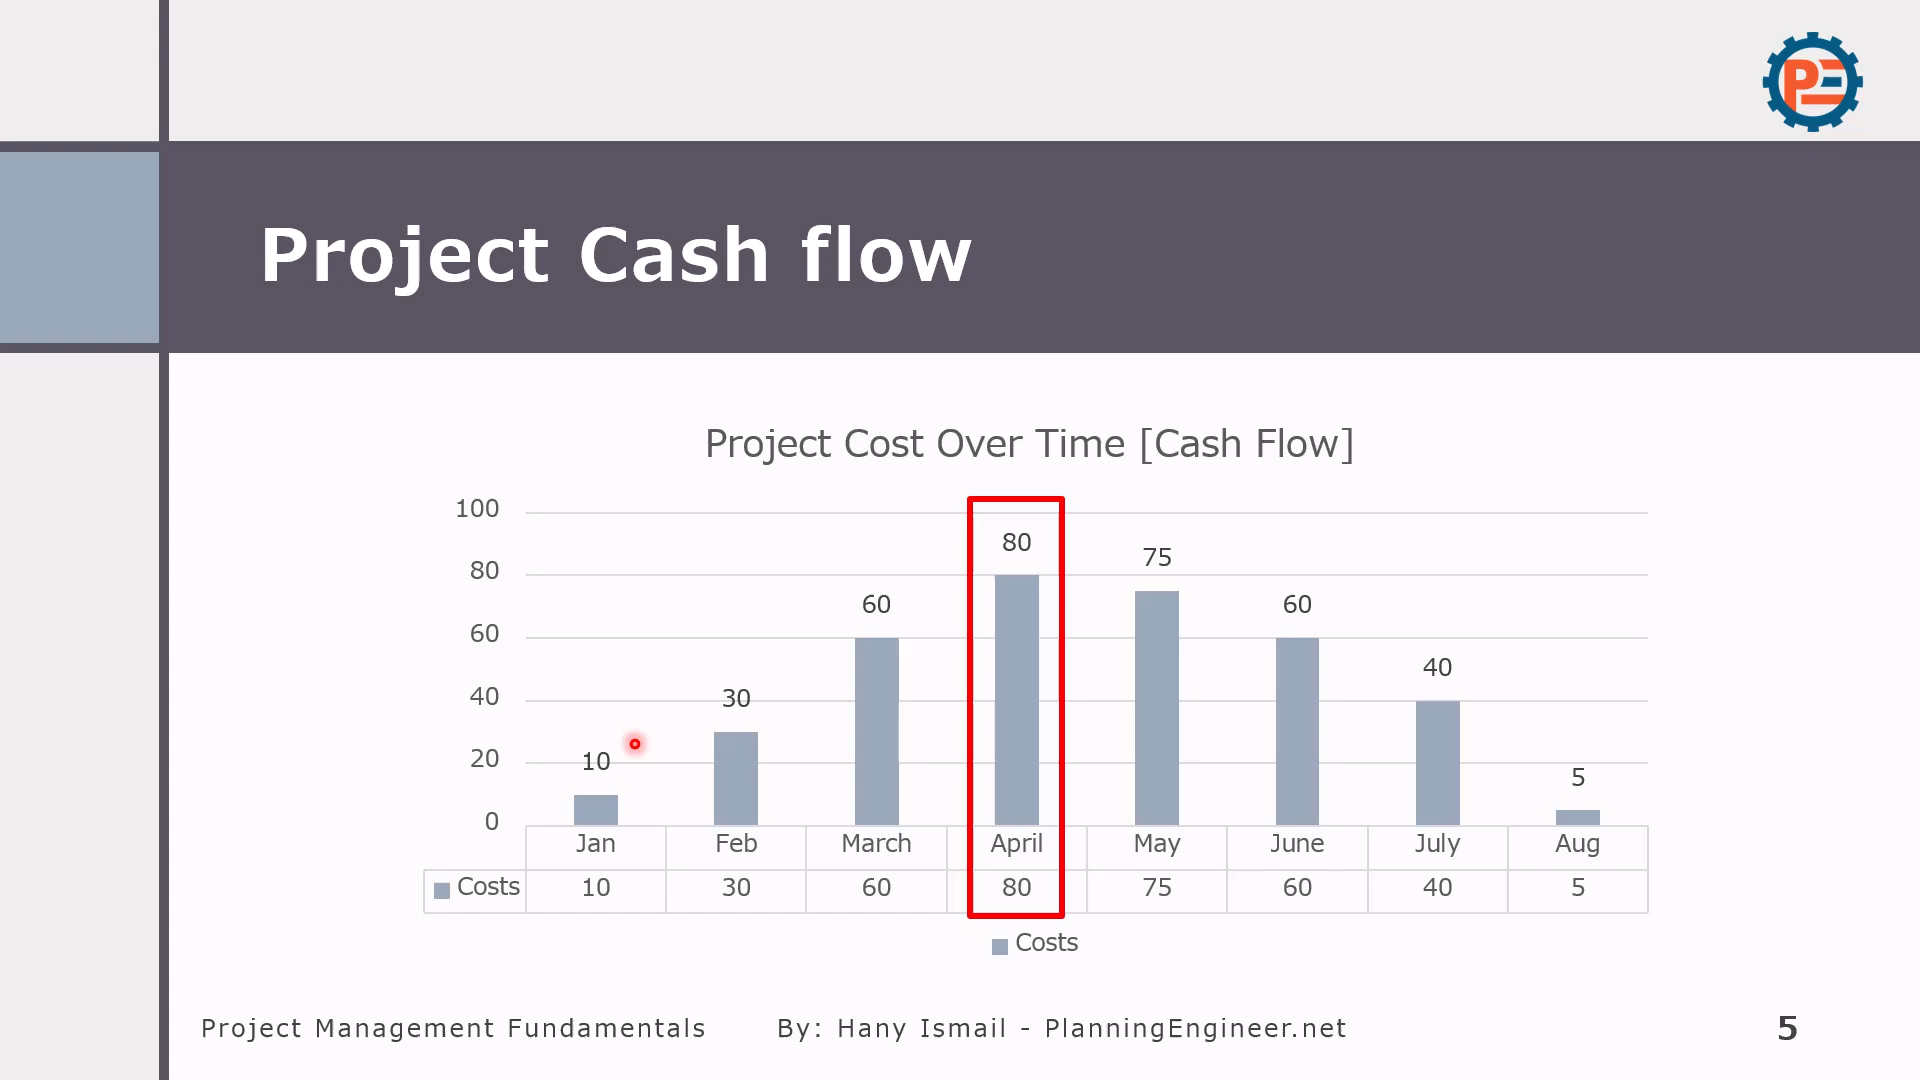 PE
Project Cash flow
Project Cost Over Time [Cash Flow]
100
80
60
40
20
0
10
30
60
80
75
60
40
5
Jan Feb March April May June July Aug
Costs 10 30 60 80 75 60 40 5
Costs
Project Management Fundamentals By: Hany Ismail - PlanningEngineer.net 5